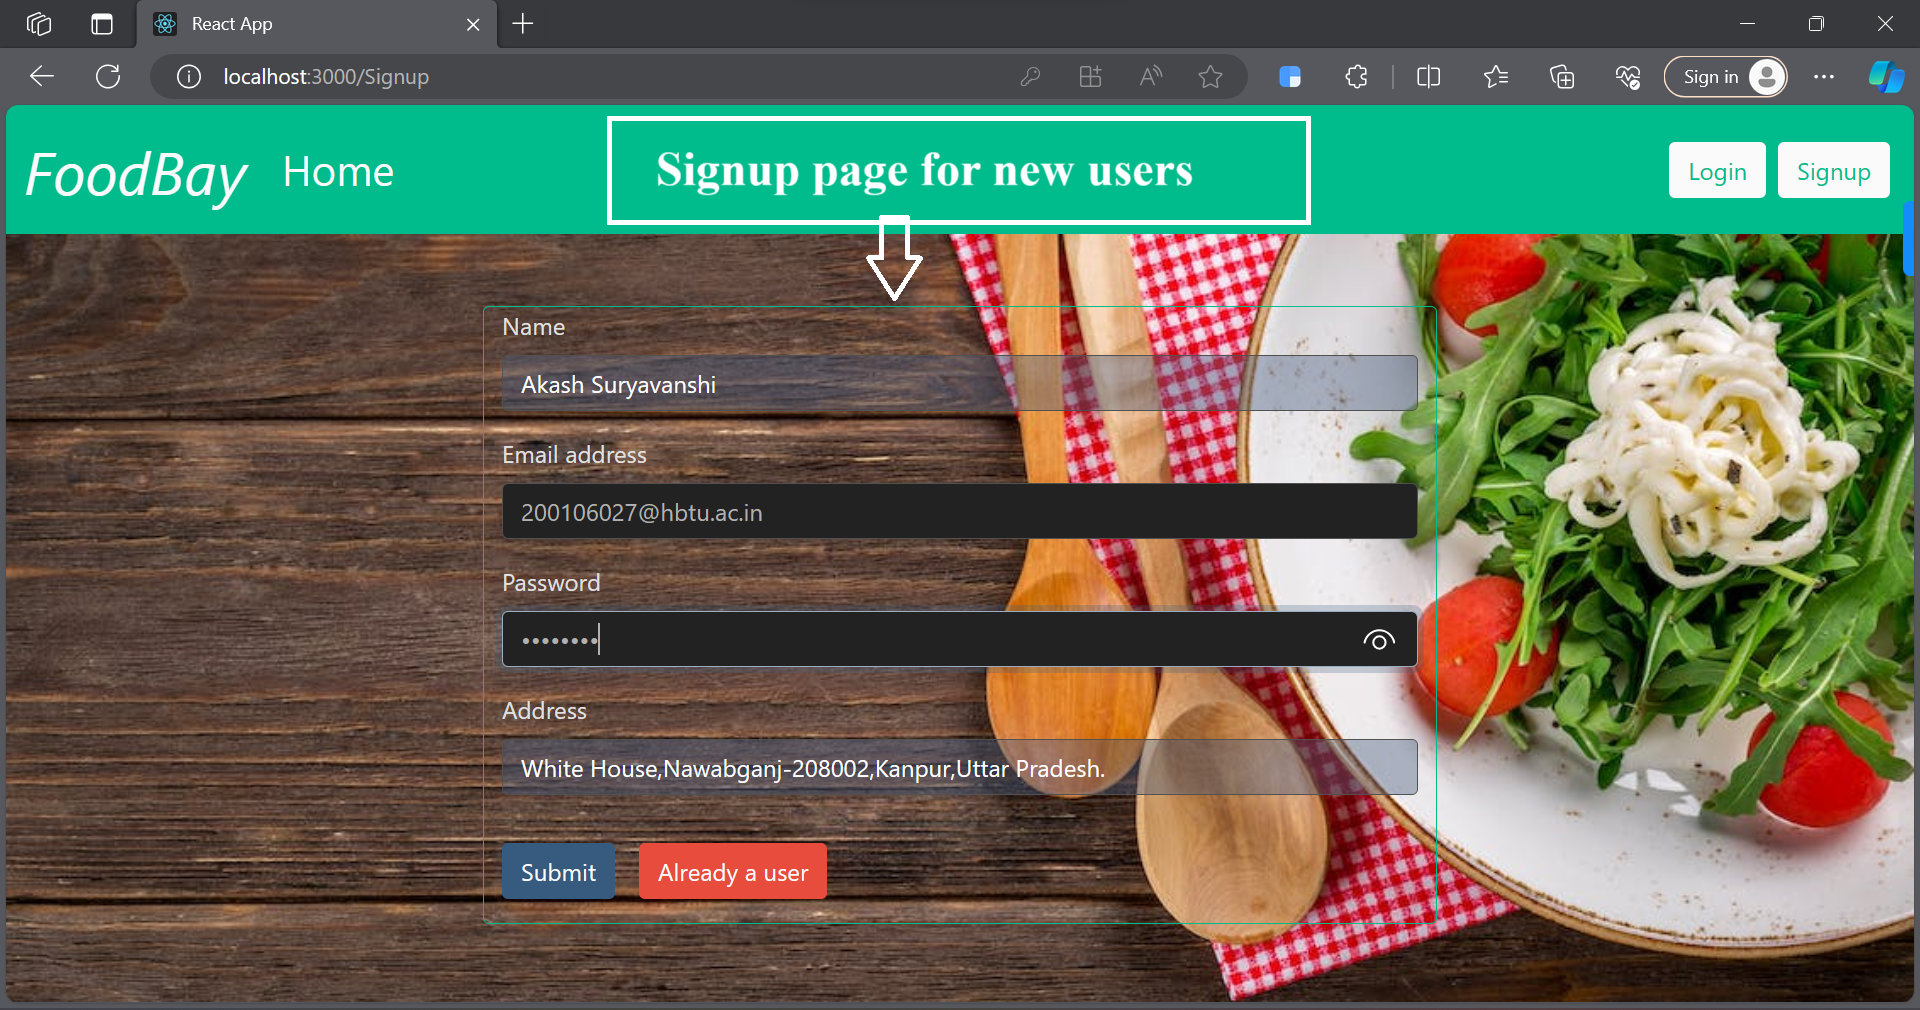 React App
localhost:3000/Signup
Sign in
FoodBay Home Signup page for new users Login Signup
Name
Akash Suryavanshi
Email address
200106027@hbtu.ac.in
Password
••••••••
Address
White House,Nawabganj-208002,Kanpur,Uttar Pradesh.
Submit Already a user